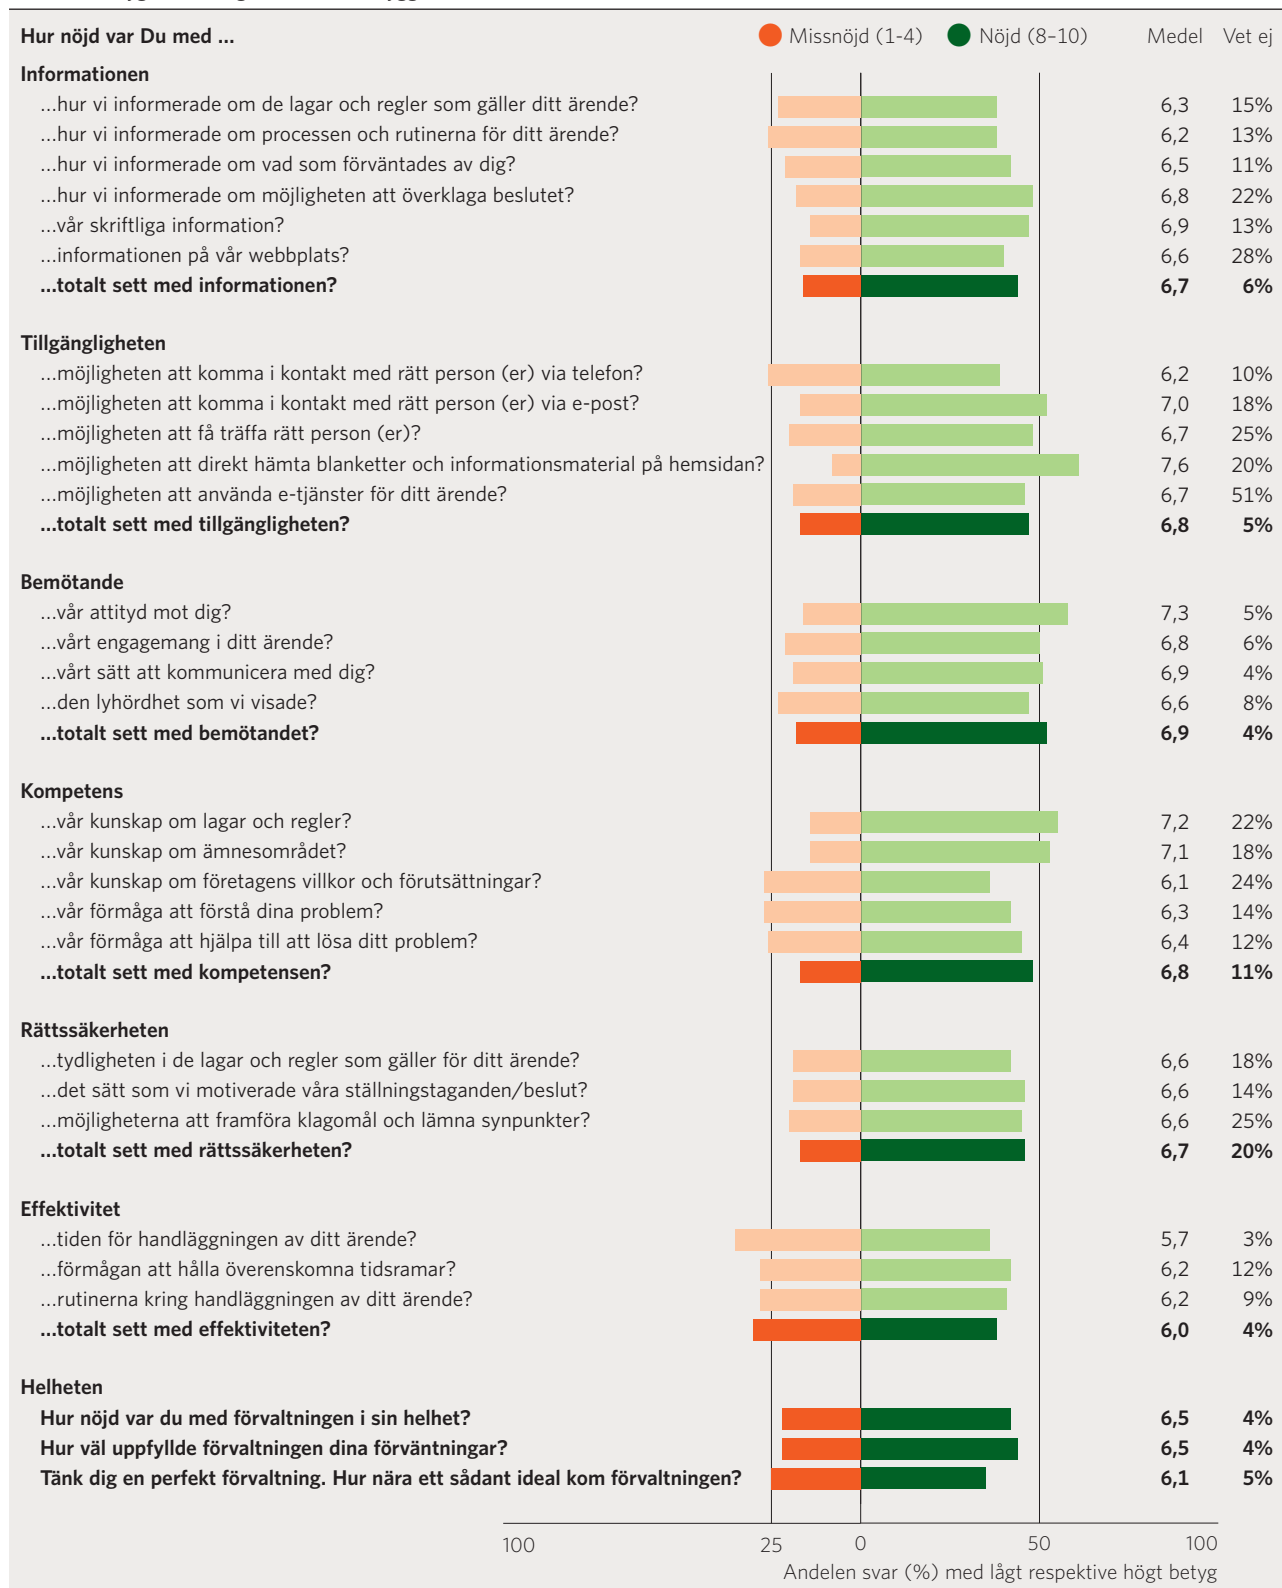 Hur nöjd var Du med ... Missnöjd (1-4) Nöjd (8–10) Medel Vet ej
Informationen
...hur vi informerade om de lagar och regler som gäller ditt ärende? 6,3 15%
...hur vi informerade om processen och rutinerna för ditt ärende? 6,2 13%
...hur vi informerade om vad som förväntades av dig? 6,5 11%
...hur vi informerade om möjligheten att överklaga beslutet? 6,8 22%
...vår skriftliga information? 6,9 13%
...informationen på vår webbplats? 6,6 28%
...totalt sett med informationen? 6,7 6%
Tillgängligheten
...möjligheten att komma i kontakt med rätt person (er) via telefon? 6,2 10%
...möjligheten att komma i kontakt med rätt person (er) via e-post? 7,0 18%
...möjligheten att få träffa rätt person (er)? 6,7 25%
...möjligheten att direkt hämta blanketter och informationsmaterial på hemsidan? 7,6 20%
...möjligheten att använda e-tjänster för ditt ärende? 6,7 51%
...totalt sett med tillgängligheten? 6,8 5%
Bemötande
...vår attityd mot dig? 7,3 5%
...vårt engagemang i ditt ärende? 6,8 6%
...vårt sätt att kommunicera med dig? 6,9 4%
...den lyhördhet som vi visade? 6,6 8%
...totalt sett med bemötandet? 6,9 4%
Kompetens
...vår kunskap om lagar och regler? 7,2 22%
...vår kunskap om ämnesområdet? 7,1 18%
...vår kunskap om företagens villkor och förutsättningar? 6,1 24%
...vår förmåga att förstå dina problem? 6,3 14%
...vår förmåga att hjälpa till att lösa ditt problem? 6,4 12%
...totalt sett med kompetensen? 6,8 11%
Rättssäkerheten
...tydligheten i de lagar och regler som gäller för ditt ärende? 6,6 18%
...det sätt som vi motiverade våra ställningstaganden/beslut? 6,6 14%
...möjligheterna att framföra klagomål och lämna synpunkter? 6,6 25%
...totalt sett med rättssäkerheten? 6,7 20%
Effektivitet
...tiden för handläggningen av ditt ärende? 5,7 3%
...förmågan att hålla överenskomna tidsramar? 6,2 12%
...rutinerna kring handläggningen av ditt ärende? 6,2 9%
...totalt sett med effektiviteten? 6,0 4%
Helheten
Hur nöjd var du med förvaltningen i sin helhet? 6,5 4%
Hur väl uppfyllde förvaltningen dina förväntningar? 6,5 4%
Tänk dig en perfekt förvaltning. Hur nära ett sådant ideal kom förvaltningen? 6,1 5%
100 25 0 50 100
Andelen svar (%) med lågt respektive högt betyg